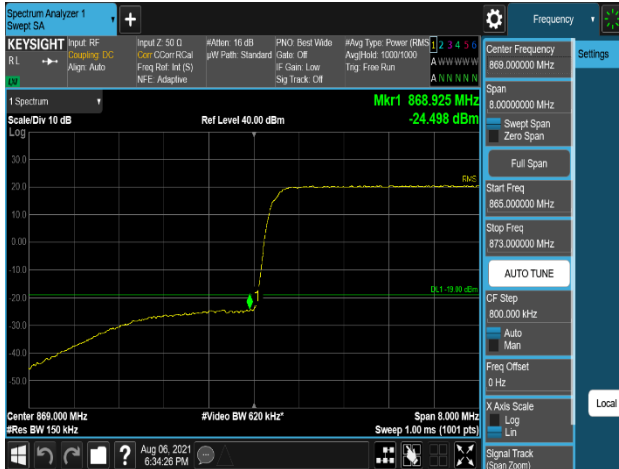 Spectrum Analyzer 1
Swept SA
+
Frequency
KEYSIGHT
RL
LV
Input: RF
Coupling: DC
Align: Auto
Input Z: 50 Ω
Corr CCorr RCal
Freq Ref: Int (S)
NFE: Adaptive
#Atten: 16 dB
µW Path: Standard
PNO: Best Wide
Gate: Off
IF Gain: Low
Sig Track: Off
#Avg Type: Power (RMS
Avg|Hold: 1000/1000
Trig: Free Run
1 2 3 4 5 6
A W W W W W
A N N N N N
1 Spectrum
Scale/Div 10 dB
Log
Ref Level 40.00 dBm
Mkr1 868.925 MHz
-24.498 dBm
30.0
20.0
10.0
0.00
-10.0
-20.0
-30.0
-40.0
-50.0
RMS
DL1 -19.00 dBm
1
Center 869.000 MHz
#Res BW 150 kHz
#Video BW 620 kHz*
Span 8.000 MHz
Sweep 1.00 ms (1001 pts)
?
Aug 06, 2021
6:34:26 PM
Center Frequency
869.000000 MHz
Span
8.00000000 MHz
Swept Span
Zero Span
Full Span
Start Freq
865.000000 MHz
Stop Freq
873.000000 MHz
AUTO TUNE
CF Step
800.000 kHz
Auto
Man
Freq Offset
0 Hz
X Axis Scale
Log
Lin
Signal Track
(Span Zoom)
Settings
Local